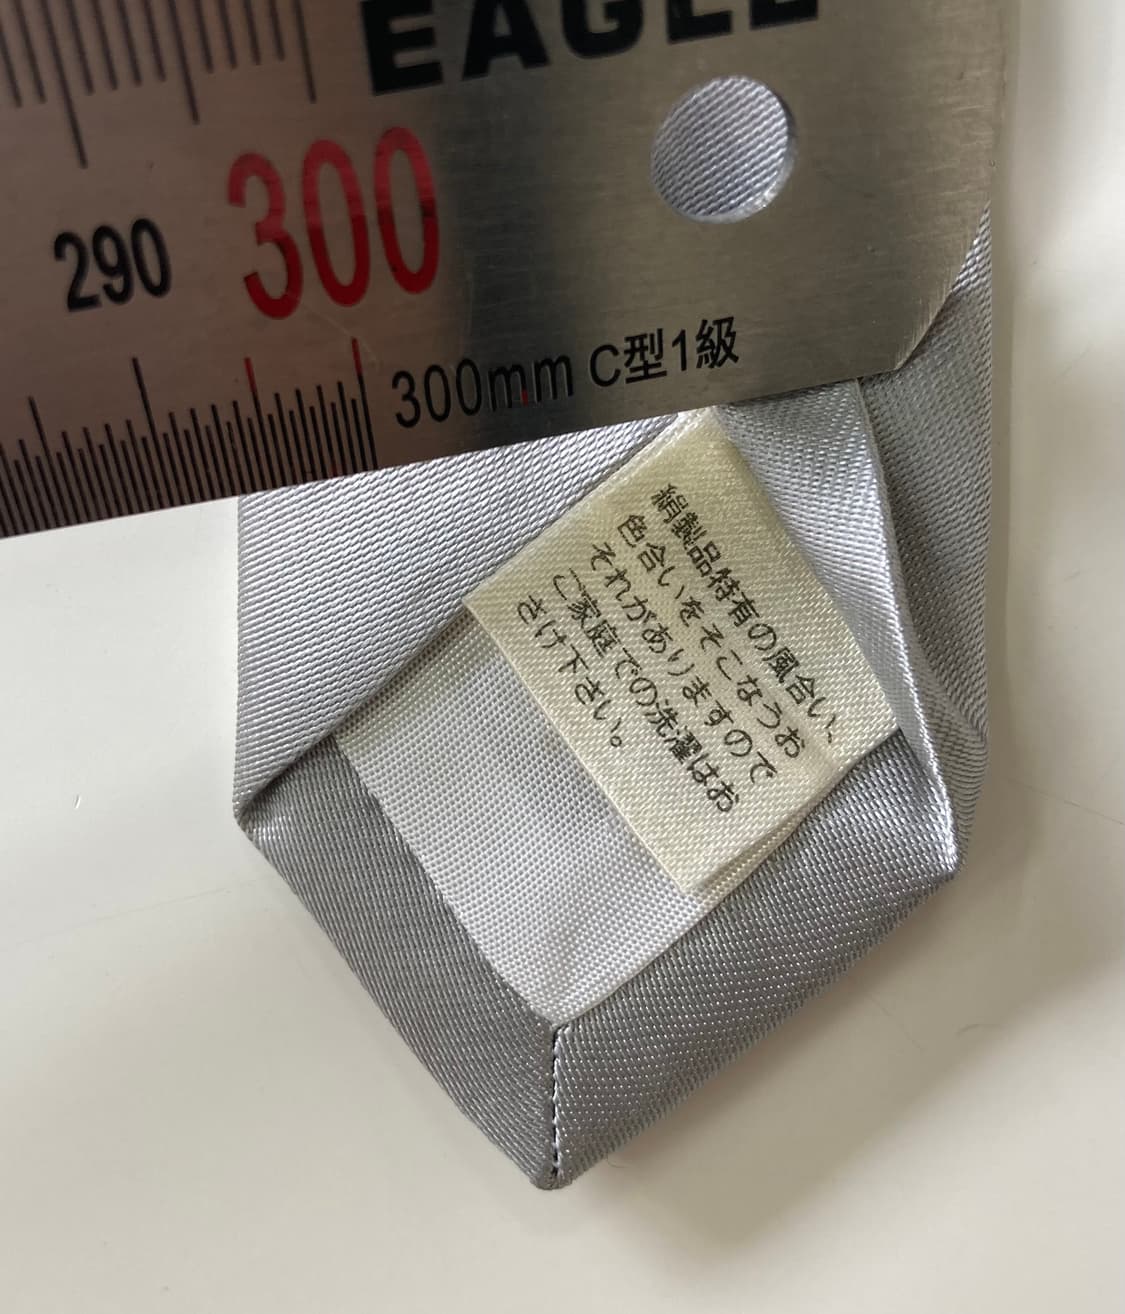 EAGLE
290
300
300mm C型1級
絹製品特有の風合い、
色合いをそこなうお
それがありますので
ご家庭での洗濯はお
さけ下さい。